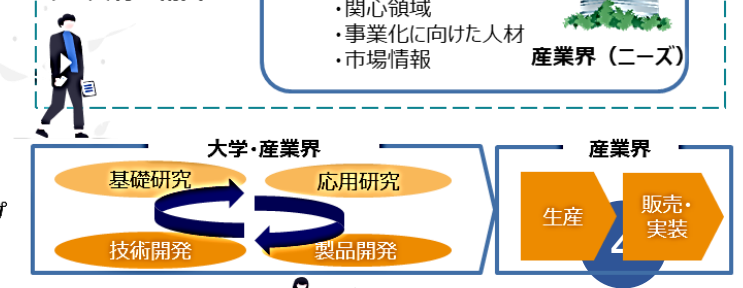 ・関心領域
・事業化に向けた人材
・市場情報
産業界（ニーズ）
大学・産業界
産業界
基礎研究
応用研究
技術開発
製品開発
生産
販売・
実装